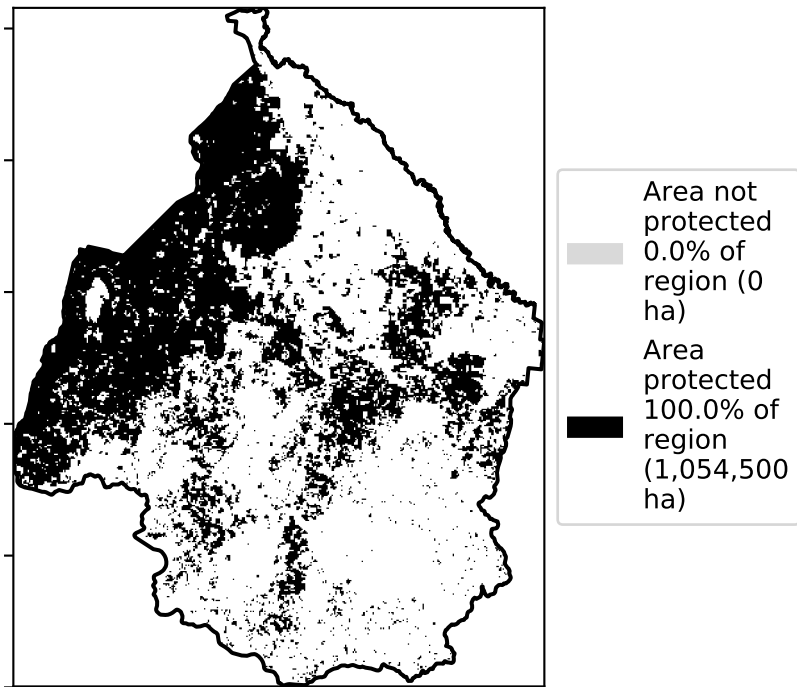 Area not
protected
0.0% of
region (0
ha)
Area
protected
100.0% of
region
(1,054,500
ha)